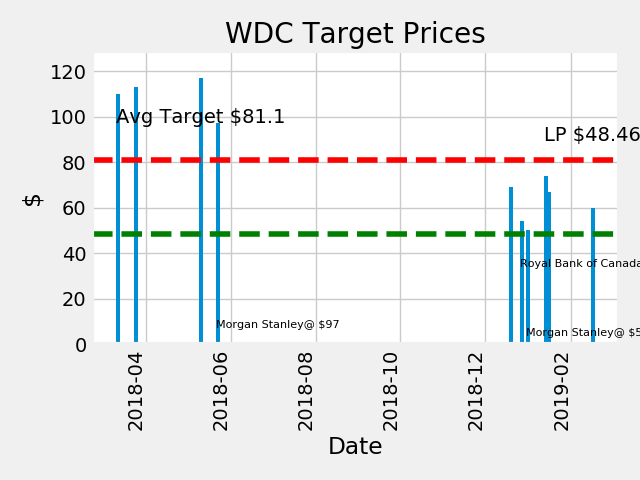 WDC Target Prices
120
100
80
60
40
20
0
$
Avg Target $81.1
LP $48.46
Royal Bank of Canada
Morgan Stanley@ $97
Morgan Stanley@ $5
2018-04
2018-06
2018-08
2018-10
2018-12
2019-02
Date